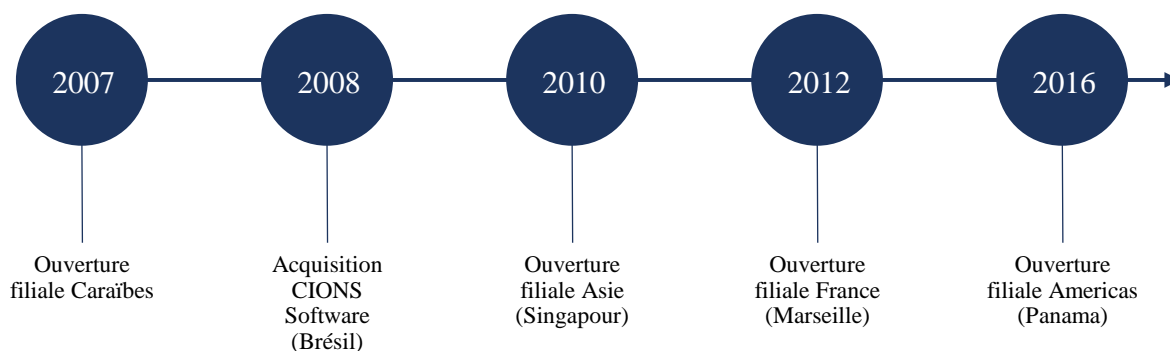 2007
2008
2010
2012
2016
Ouverture
filiale Caraïbes
Acquisition
CIONS
Software
(Brésil)
Ouverture
filiale Asie
(Singapour)
Ouverture
filiale France
(Marseille)
Ouverture
filiale Americas
(Panama)